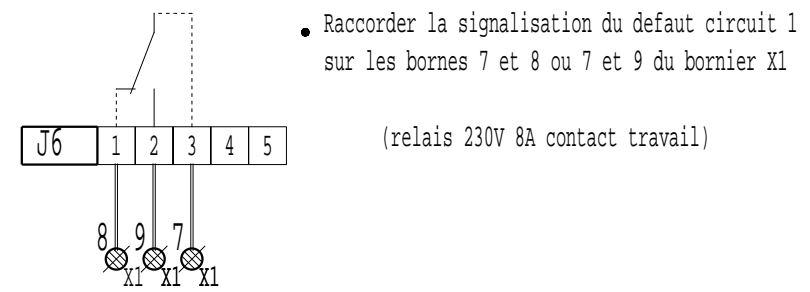 Raccorder la signalisation du defaut circuit 1
sur les bornes 7 et 8 ou 7 et 9 du bornier X1
(relais 230V 8A contact travail)
J6 1 2 3 4 5
8 9 7
X1 X1 X1